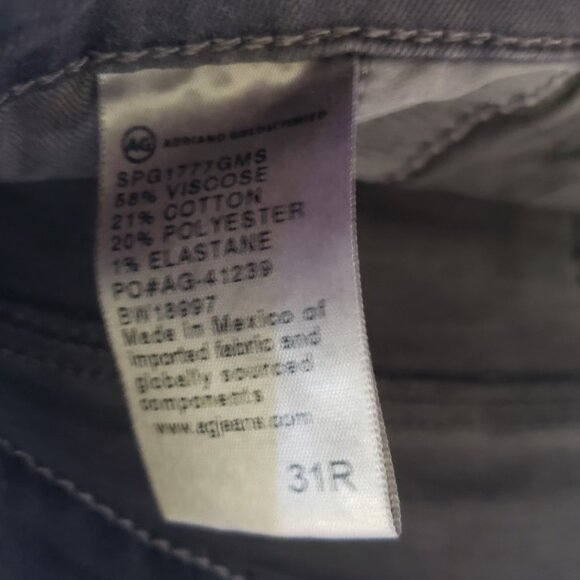 AG ADRIANO GOLDSCHMIED
SPG1777GMS
58% VISCOSE
21% COTTON
20% POLYESTER
1% ELASTANE
PO#AG-41239
BW18997
Made in Mexico of
imported fabric and
globally sourced
components
www.agjeans.com
31R